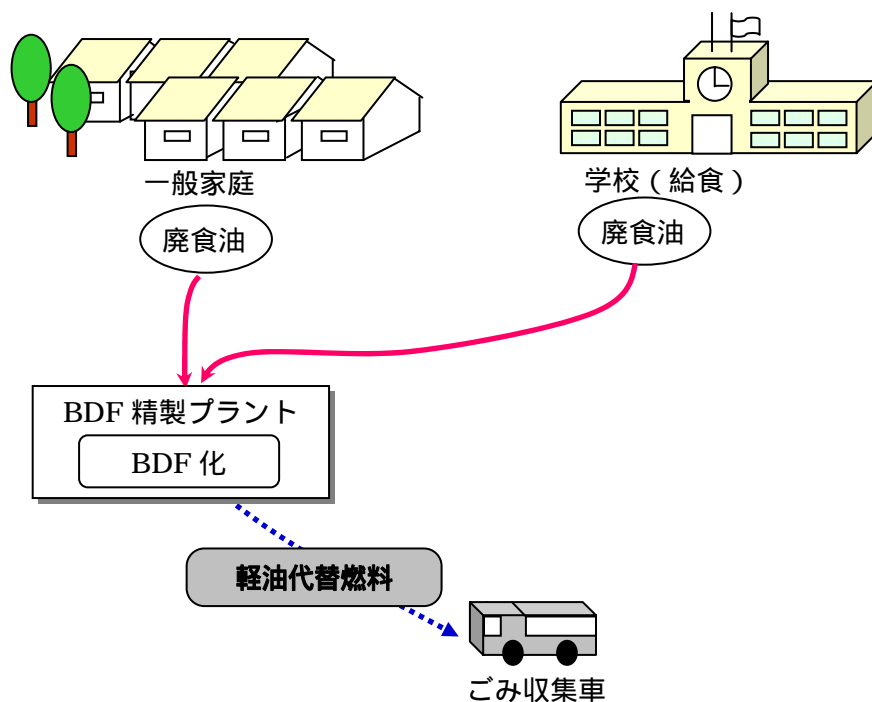 一般家庭
学校(給食)
廃食油
廃食油
BDF 精製プラント
BDF 化
軽油代替燃料
ごみ収集車